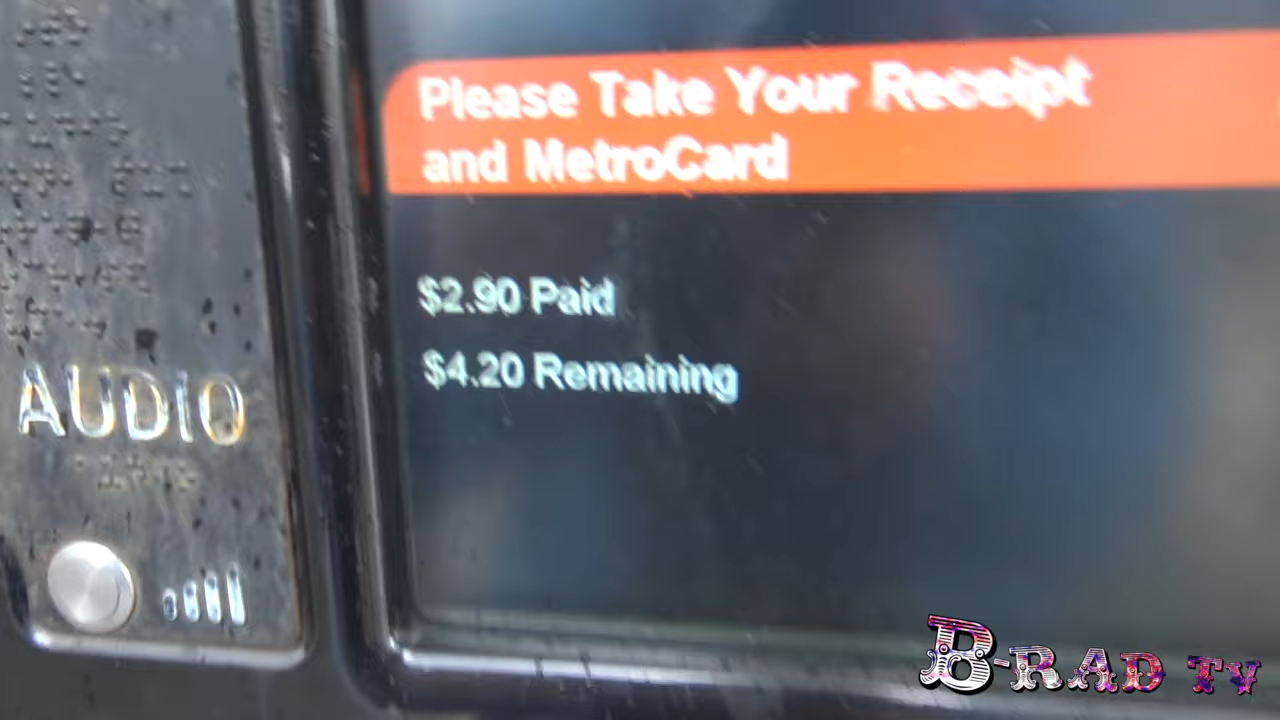 Please Take Your Receipt
and MetroCard
$2.90 Paid
$4.20 Remaining
AUDIO
B-RAD TV